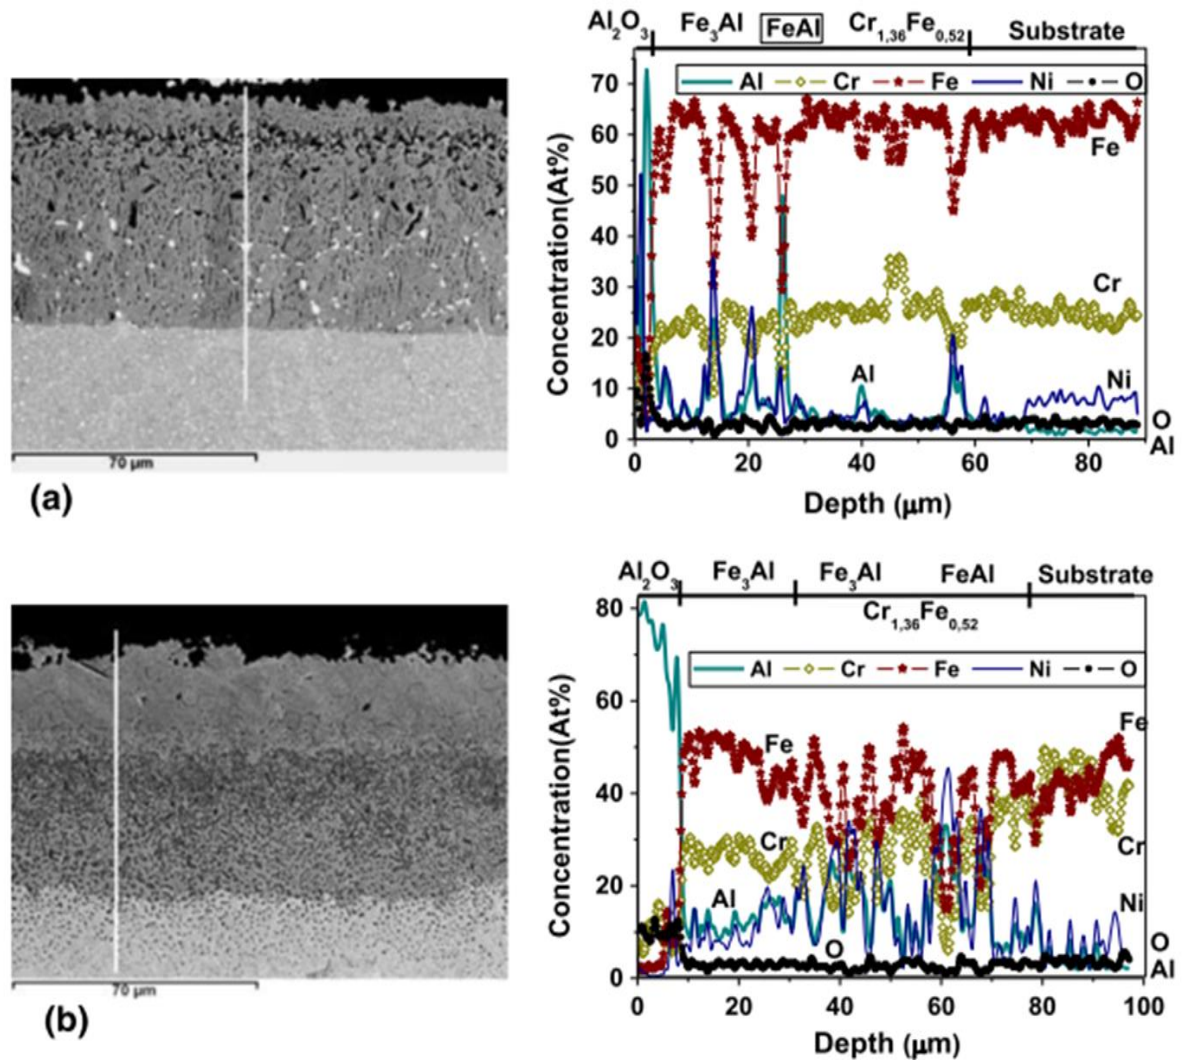 Al2O3 Fe3Al FeAl Cr1,36Fe0,52 Substrate
Al Cr Fe Ni O
Concentration(At%)
70
60
50
40
30
20
10
0
Fe
Cr
Al
Ni
O
Al
0 20 40 60 80
Depth (μm)
70 μm
(a)
Al2O3 Fe3Al Fe3Al FeAl Substrate
Cr1,36Fe0,52
Al Cr Fe Ni O
Concentration(At%)
80
60
40
20
0
Fe
Fe
Cr
Cr
Al
Ni
O
O
Al
0 20 40 60 80 100
Depth (μm)
70 μm
(b)